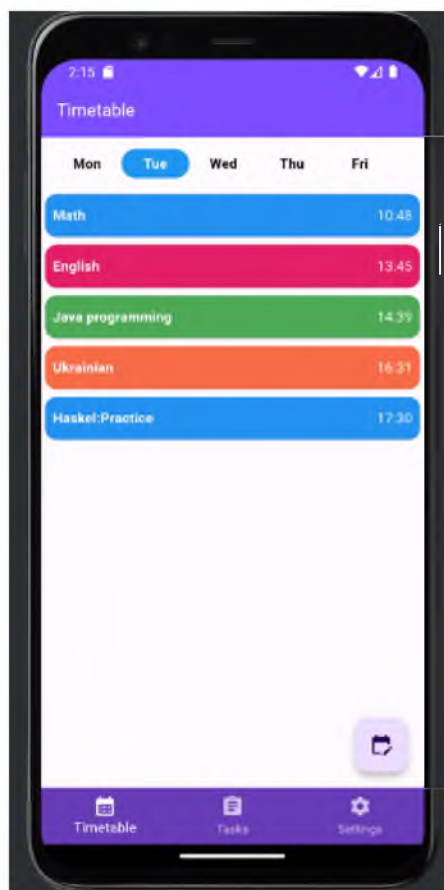 2:15
Timetable
Mon Tue Wed Thu Fri
Math 10:48
English 13:45
Java programming 14:39
Ukrainian 16:31
Haskel:Practice 17:30
Timetable Tasks Settings